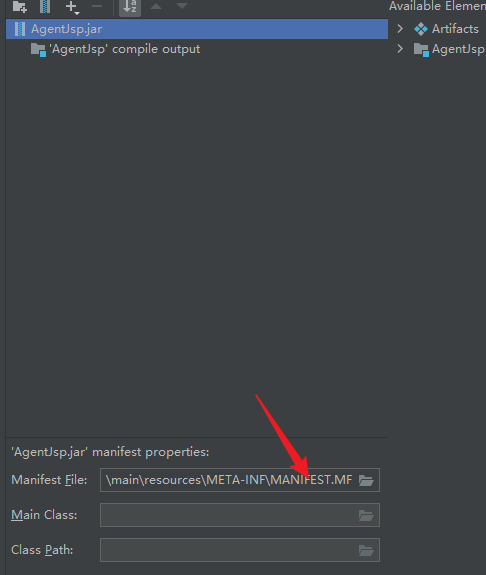 Available Elemen
AgentJsp.jar
Artifacts
'AgentJsp' compile output
AgentJsp
'AgentJsp.jar' manifest properties:
Manifest File: \main\resources\META-INF\MANIFEST.MF
Main Class:
Class Path: